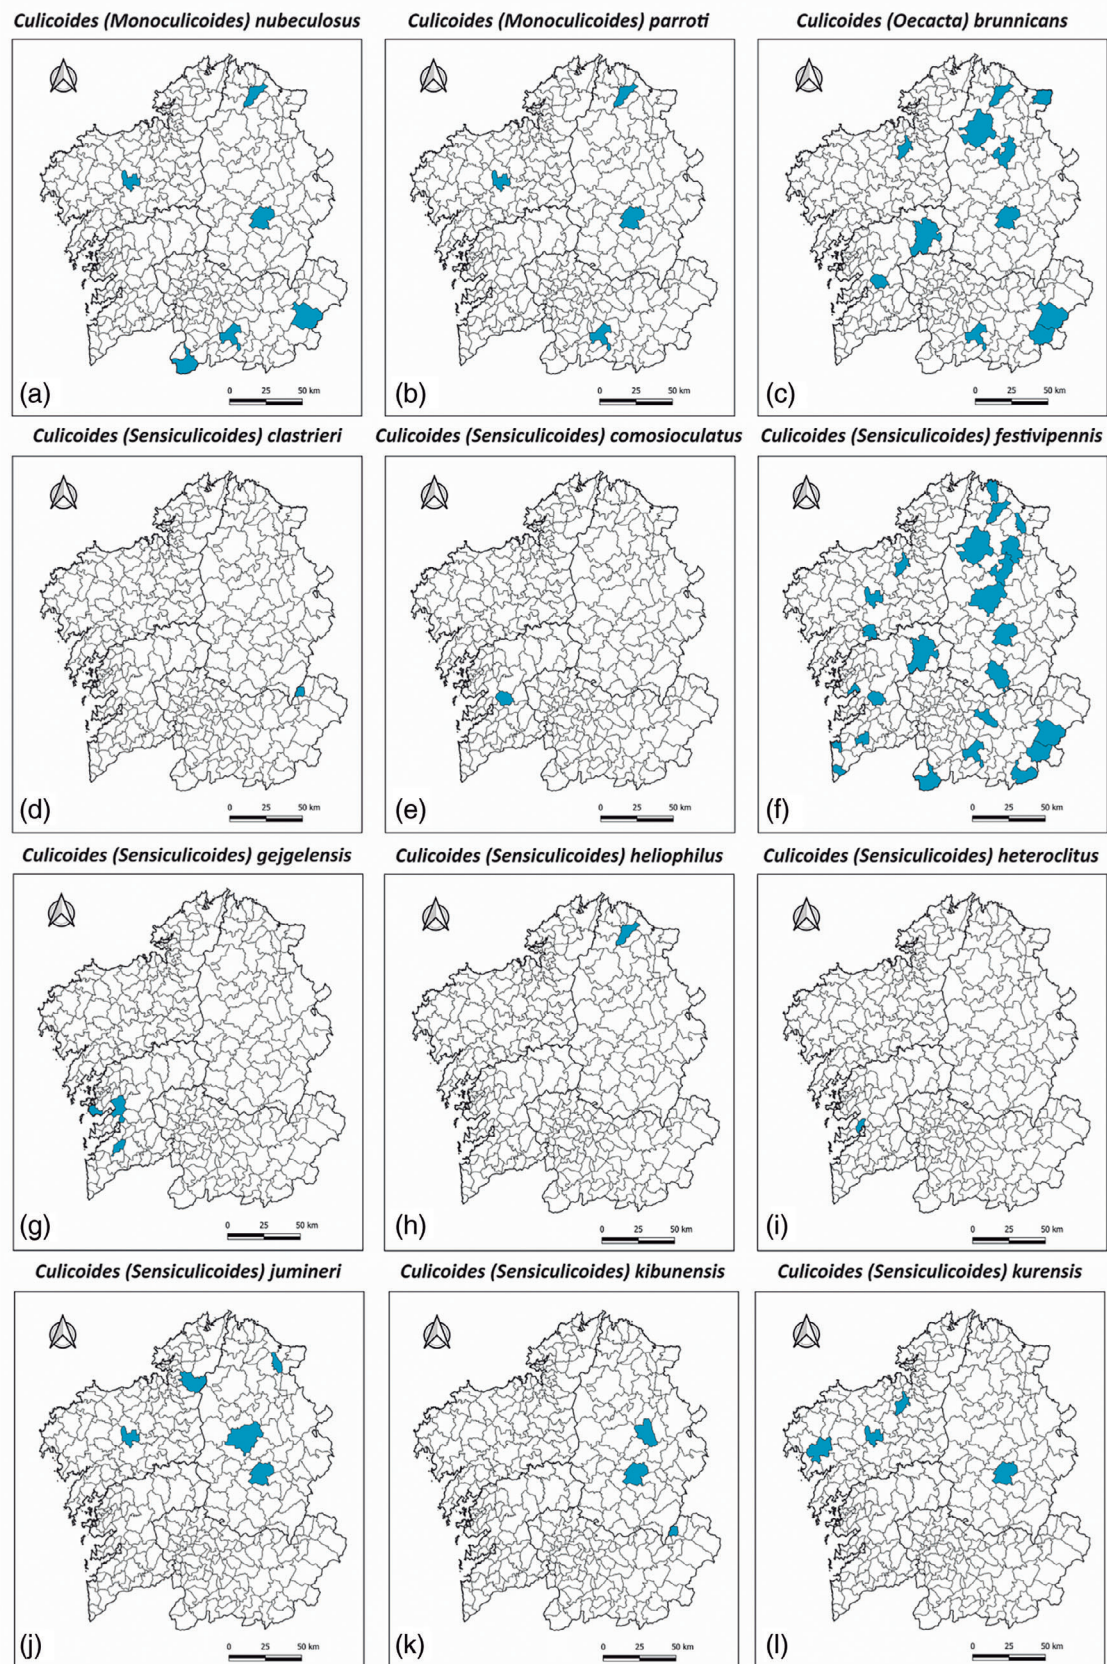 Culicoides (Monoculicoides) nubeculosus
Culicoides (Monoculicoides) parroti
Culicoides (Oecacta) brunnicans
(a)
0 25 50 km
(b)
0 25 50 km
(c)
0 25 50 km
Culicoides (Sensiculicoides) clastrieri
Culicoides (Sensiculicoides) comosioculatus
Culicoides (Sensiculicoides) festivipennis
(d)
0 25 50 km
(e)
0 25 50 km
(f)
0 25 50 km
Culicoides (Sensiculicoides) gejgelensis
Culicoides (Sensiculicoides) heliophilus
Culicoides (Sensiculicoides) heteroclitus
(g)
0 25 50 km
(h)
0 25 50 km
(i)
0 25 50 km
Culicoides (Sensiculicoides) jumineri
Culicoides (Sensiculicoides) kibunensis
Culicoides (Sensiculicoides) kurensis
(j)
0 25 50 km
(k)
0 25 50 km
(l)
0 25 50 km